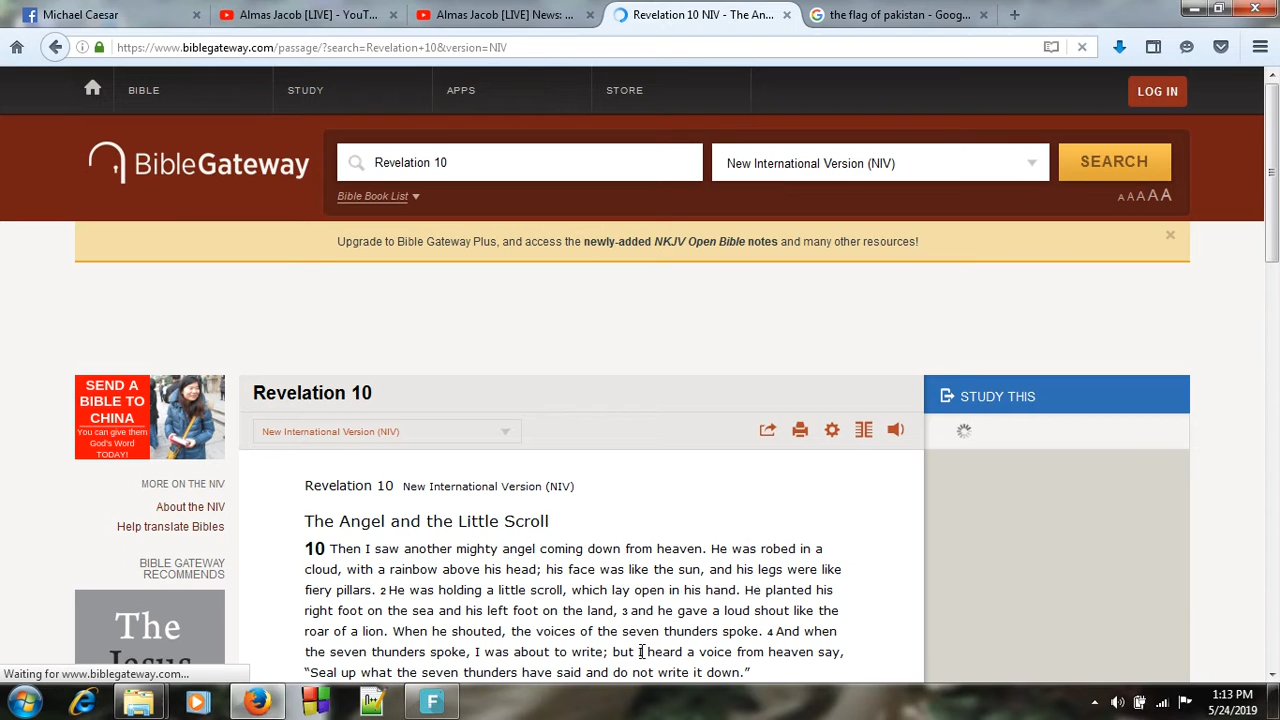 Michael Caesar
Almas Jacob [LIVE] - YouT...
Almas Jacob [LIVE] News: ...
Revelation 10 NIV - The An...
the flag of pakistan - Goog...
https://www.biblegateway.com/passage/?search=Revelation+10&version=NIV
BIBLE
STUDY
APPS
STORE
LOG IN
BibleGateway
Revelation 10
New International Version (NIV)
SEARCH
Bible Book List
A A A A A
Upgrade to Bible Gateway Plus, and access the newly-added NKJV Open Bible notes and many other resources!
SEND A
BIBLE TO
CHINA
You can give them
God's Word
TODAY!
Revelation 10
STUDY THIS
New International Version (NIV)
MORE ON THE NIV
About the NIV
Help translate Bibles
BIBLE GATEWAY
RECOMMENDS
The
Jesus
Revelation 10 New International Version (NIV)
The Angel and the Little Scroll
10 Then I saw another mighty angel coming down from heaven. He was robed in a
cloud, with a rainbow above his head; his face was like the sun, and his legs were like
fiery pillars. 2 He was holding a little scroll, which lay open in his hand. He planted his
right foot on the sea and his left foot on the land, 3 and he gave a loud shout like the
roar of a lion. When he shouted, the voices of the seven thunders spoke. 4 And when
the seven thunders spoke, I was about to write; but I heard a voice from heaven say,
“Seal up what the seven thunders have said and do not write it down.”
Waiting for www.biblegateway.com...
F
1:13 PM
5/24/2019